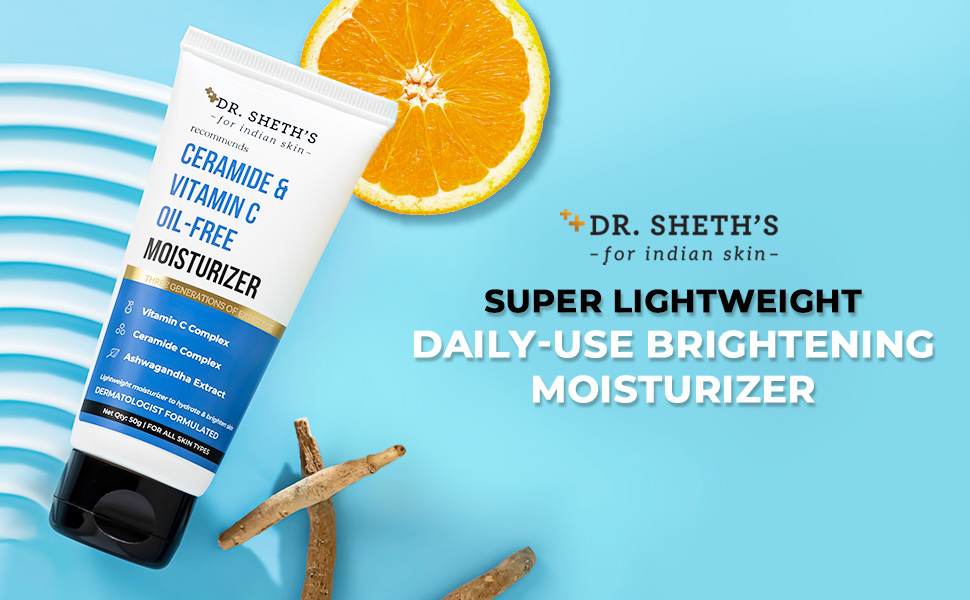 DR. SHETH'S
-for indian skin-
recommends
CERAMIDE &
VITAMIN C
OIL-FREE
MOISTURIZER
THREE GENERATIONS OF
Vitamin C Complex
Ceramide Complex
Ashwagandha Extract
Lightweight moisturizer to hydrate & brighten skin
DERMATOLOGIST FORMULATED
Net Qty: 50g | FOR ALL SKIN TYPES
DR. SHETH'S
-for indian skin-
SUPER LIGHTWEIGHT
DAILY-USE BRIGHTENING
MOISTURIZER